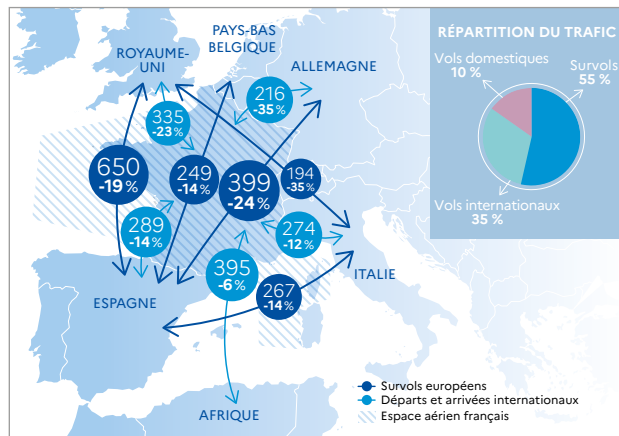 PAYS-BAS
BELGIQUE
ROYAUME-
UNI
ALLEMAGNE
216
-35 %
335
-23 %
650
-19 %
249
-14 %
399
-24 %
194
-35 %
289
-14 %
274
-12 %
395
-6 %
267
-14 %
ESPAGNE
ITALIE
AFRIQUE
RÉPARTITION DU TRAFIC
Vols domestiques
10 %
Survols
55 %
Vols internationaux
35 %
Survols européens
Départs et arrivées internationaux
Espace aérien français